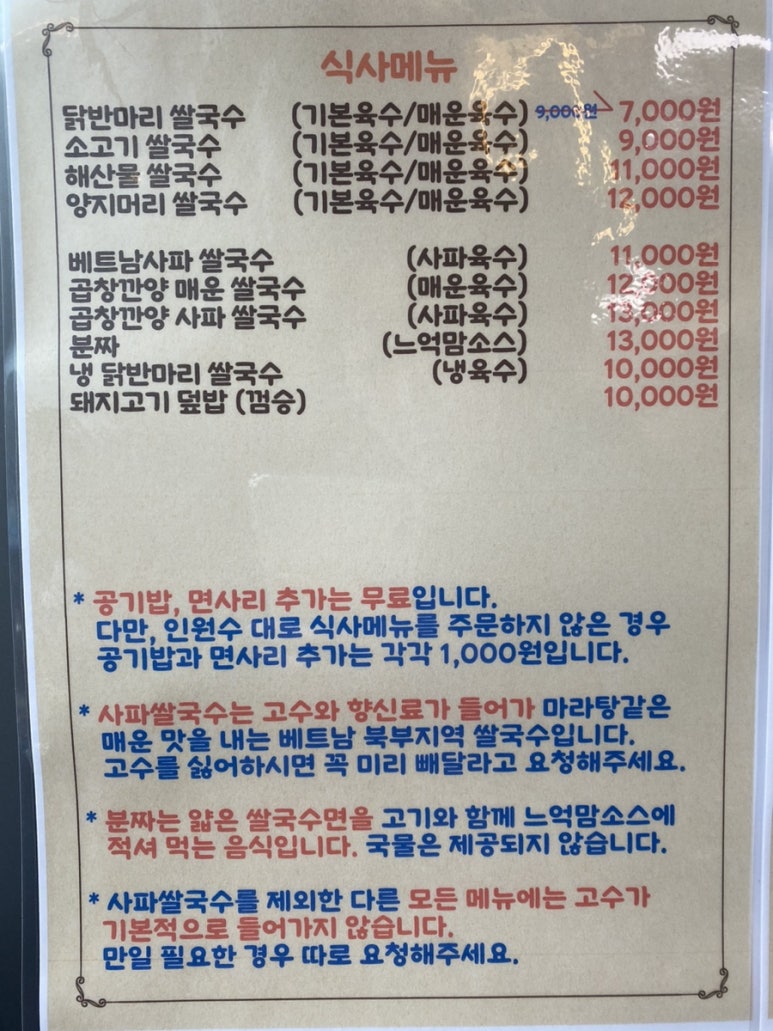 식사메뉴
닭반마리 쌀국수 (기본육수/매운육수) 9,000원 7,000원
소고기 쌀국수 (기본육수/매운육수) 9,000원
해산물 쌀국수 (기본육수/매운육수) 11,000원
양지머리 쌀국수 (기본육수/매운육수) 12,000원
베트남사파 쌀국수 (사파육수) 11,000원
곱창깐양 매운 쌀국수 (매운육수) 12,000원
곱창깐양 사파 쌀국수 (사파육수) 13,000원
분짜 (느억맘소스) 13,000원
냉 닭반마리 쌀국수 (냉육수) 10,000원
돼지고기 덮밥 (껌승) 10,000원
* 공기밥, 면사리 추가는 무료입니다.
다만, 인원수 대로 식사메뉴를 주문하지 않은 경우
공기밥과 면사리 추가는 각각 1,000원입니다.
* 사파쌀국수는 고수와 향신료가 들어가 마라탕같은
매운 맛을 내는 베트남 북부지역 쌀국수입니다.
고수를 싫어하시면 꼭 미리 빼달라고 요청해주세요.
* 분짜는 얇은 쌀국수면을 고기와 함께 느억맘소스에
적셔 먹는 음식입니다. 국물은 제공되지 않습니다.
* 사파쌀국수를 제외한 다른 모든 메뉴에는 고수가
기본적으로 들어가지 않습니다.
만일 필요한 경우 따로 요청해주세요.